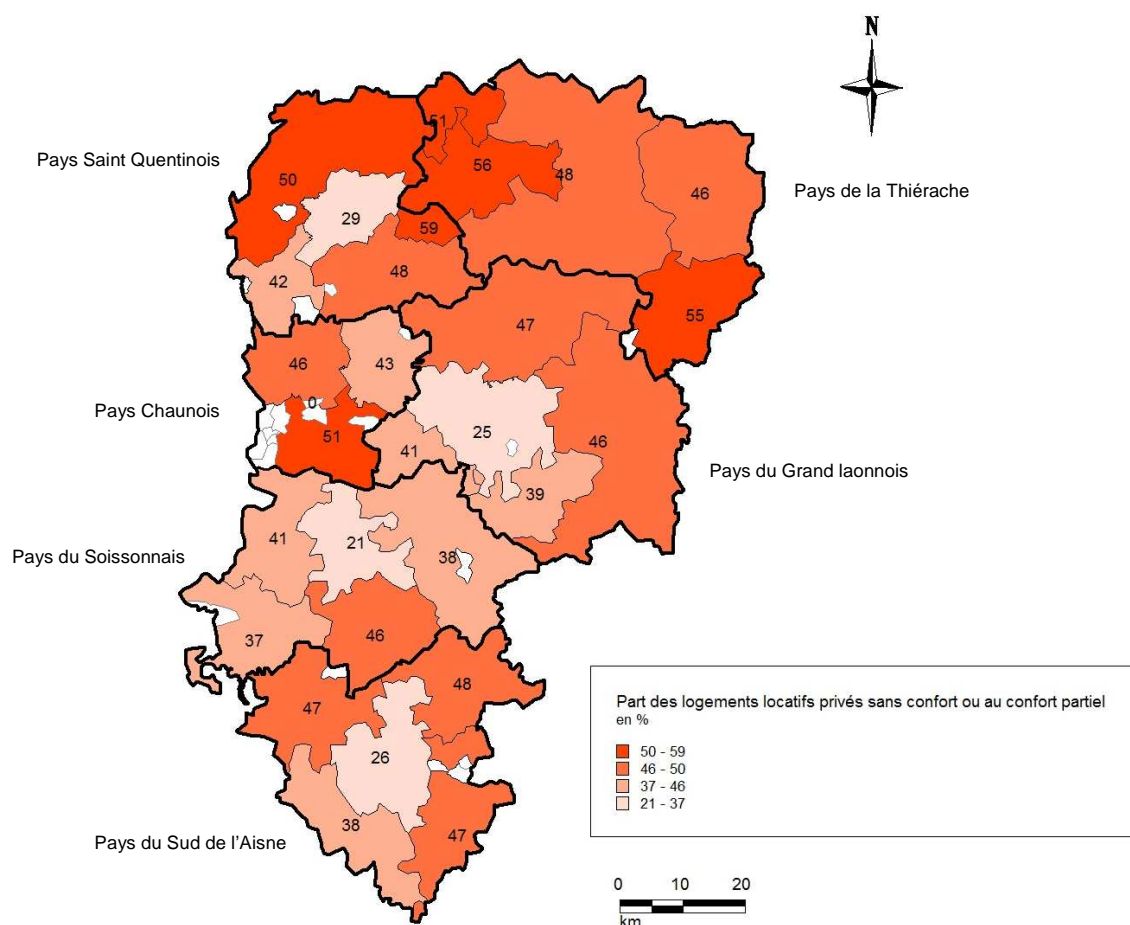 N
Pays Saint Quentinois
51
56
50
48
46
Pays de la Thiérache
29
59
42
48
55
47
46
43
Pays Chaunois
0
51
25
46
41
Pays du Grand laonnois
39
41
21
38
Pays du Soissonnais
37
46
48
47
26
38
47
Pays du Sud de l'Aisne
Part des logements locatifs privés sans confort ou au confort partiel
en %
50 - 59
46 - 50
37 - 46
21 - 37
0 10 20
km